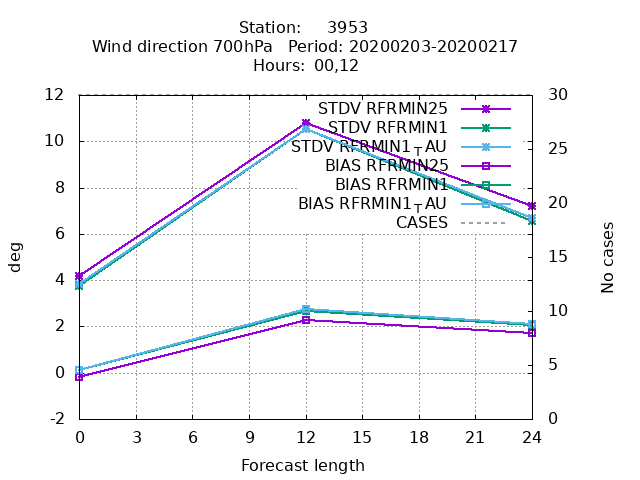 Station: 3953
Wind direction 700hPa Period: 20200203-20200217
Hours: 00,12
12
10
8
6
4
2
0
-2
deg
30
25
20
15
10
5
0
No cases
STDV RFRMIN25
STDV RFRMIN1
STDV RFRMIN1_TAU
BIAS RFRMIN25
BIAS RFRMIN1
BIAS RFRMIN1_TAU
CASES
0 3 6 9 12 15 18 21 24
Forecast length